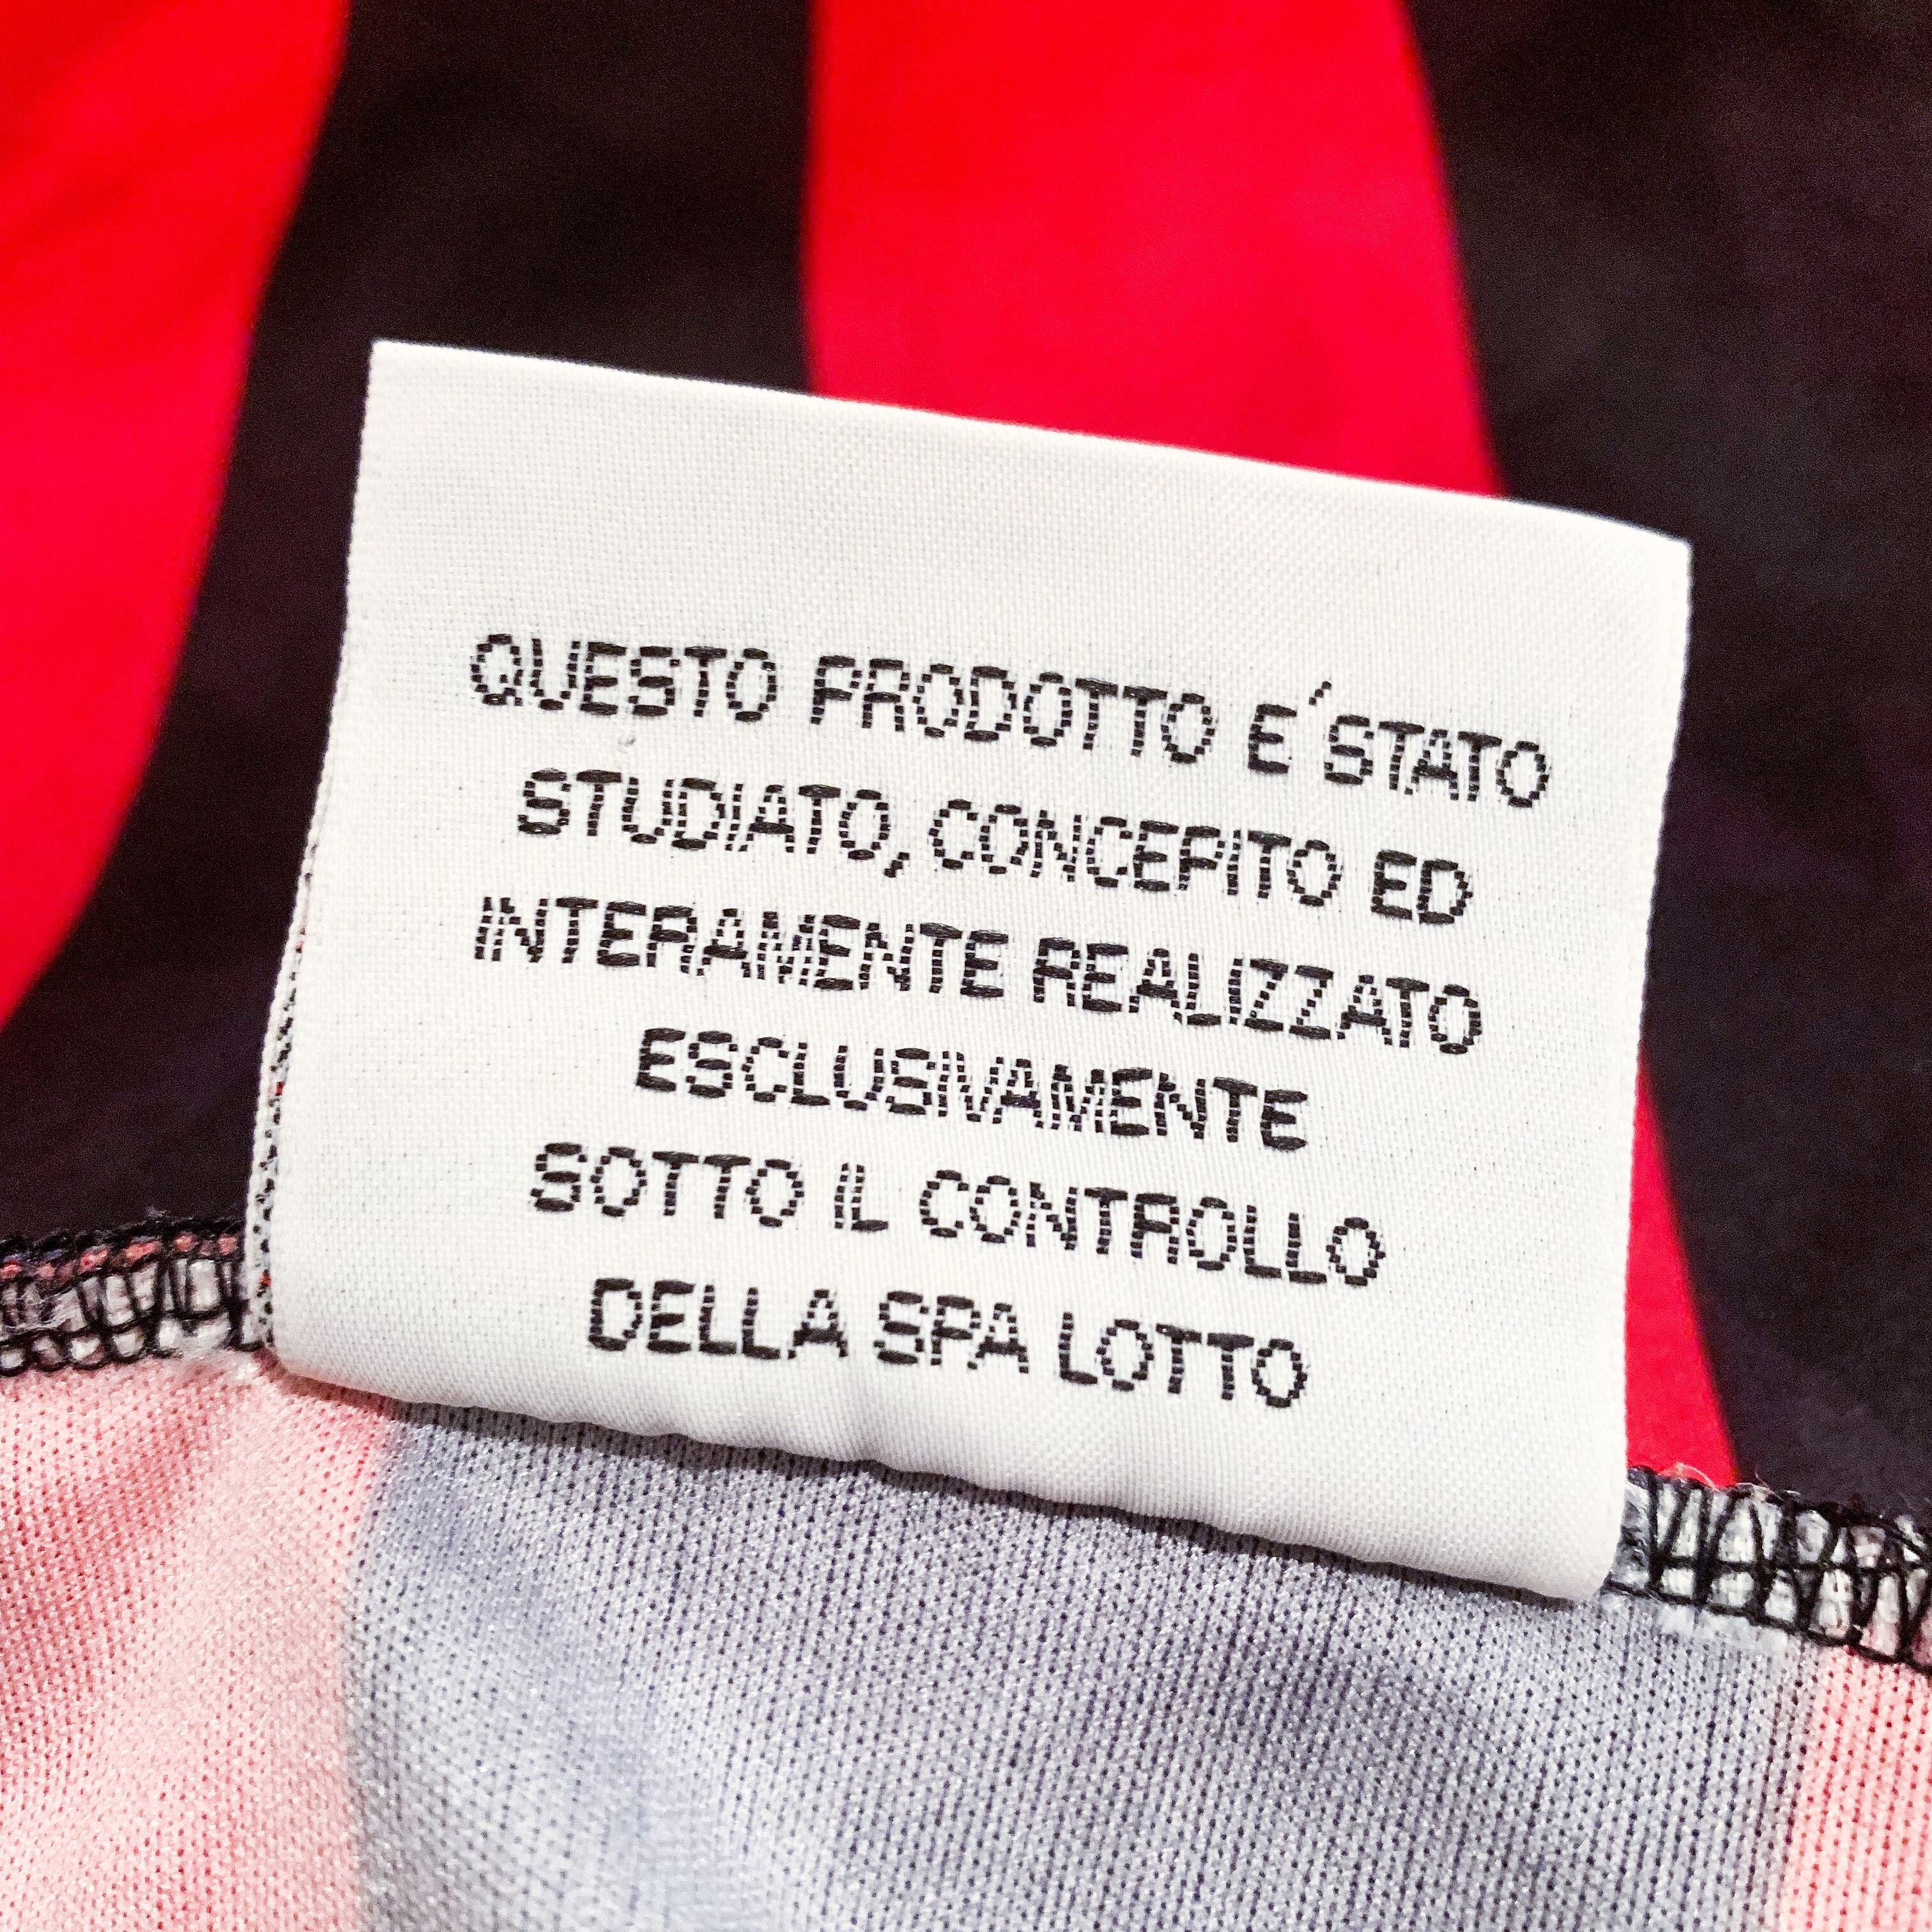 QUESTO PRODOTTO E´STATO
STUDIATO, CONCEPITO ED
INTERAMENTE REALIZZATO
ESCLUSIVAMENTE
SOTTO IL CONTROLLO
DELLA SPA LOTTO